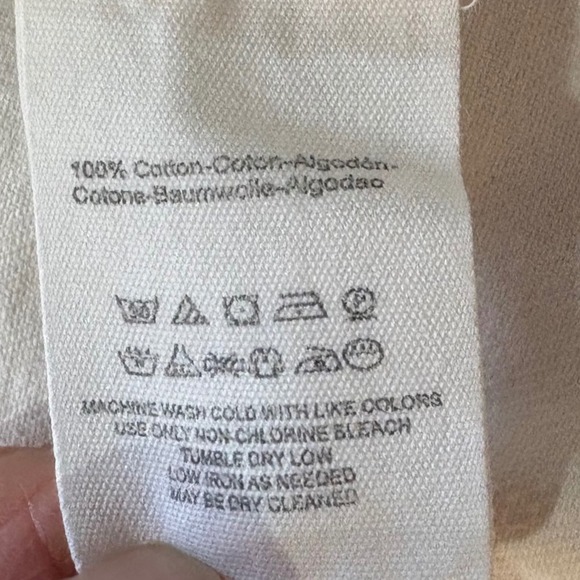 100% Cotton-Coton-Algodón-
Cotone-Baumwolle-Algodao
30
P
MACHINE WASH COLD WITH LIKE COLORS
USE ONLY NON-CHLORINE BLEACH
TUMBLE DRY LOW
LOW IRON AS NEEDED
MAY BE DRY CLEANED